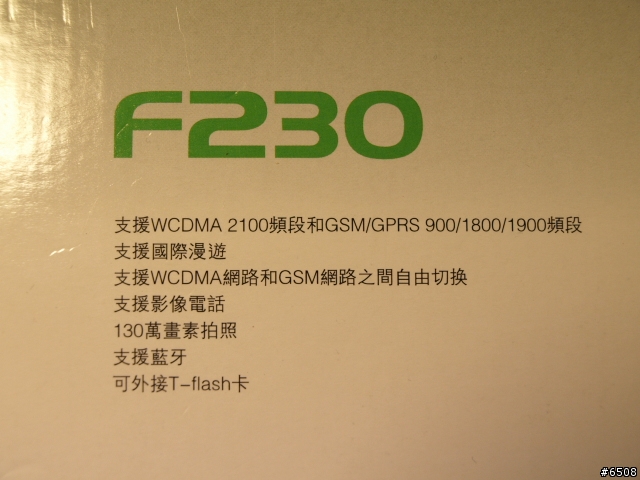 F230
支援WCDMA 2100頻段和GSM/GPRS 900/1800/1900頻段
支援國際漫遊
支援WCDMA網路和GSM網路之間自由切換
支援影像電話
130萬畫素拍照
支援藍牙
可外接T-flash卡
#6508